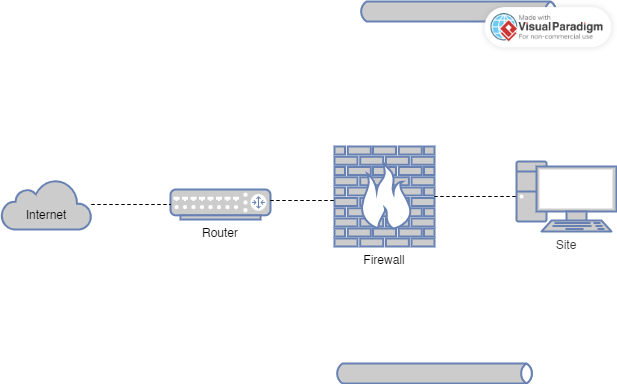 Made with
Visual Paradigm
For non-commercial use
Internet
Router
Firewall
Site